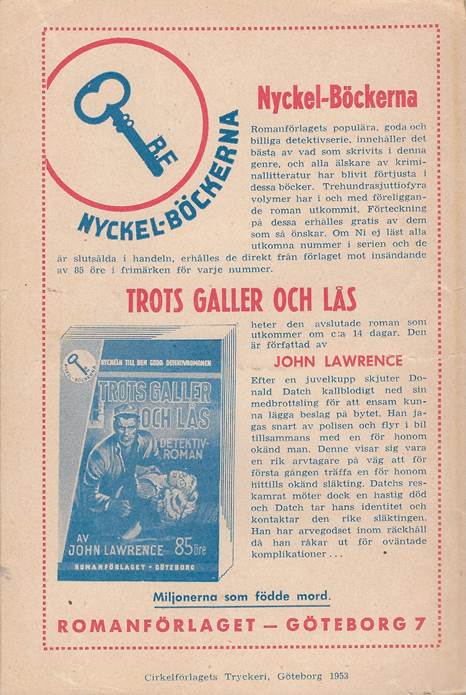 R.F.
NYCKEL-BÖCKERNA
Nyckel-Böckerna
Romanförlagets populära, goda och
billiga detektivserie, innehåller det
bästa av vad som skrivits i denna
genre, och alla älskare av krimi-
nallitteratur har blivit förtjusta i
dessa böcker. Trehundrasjuttiofyra
volymer har i och med föreliggan-
de roman utkommit. Förteckning
på dessa erhålles gratis av dem
som så önskar. Om Ni ej läst alla
utkomna nummer i serien och de
är slutsålda i handeln, erhålles de direkt från förlaget mot insändande
av 85 öre i frimärken för varje nummer.
TROTS GALLER OCH LÅS
heter den avslutade roman som
utkommer om c:a 14 dagar. Den
är författad av
JOHN LAWRENCE
Efter en juvelkupp skjuter Do-
nald Datch kallblodigt ned sin
medbrottsling för att ensam kun-
na lägga beslag på bytet. Han ja-
gas snart av polisen och flyr i bil
tillsammans med en för honom
okänd man. Denne visar sig vara
en rik arvtagare på väg att för
första gången träffa en för honom
hittills okänd släkting. Datchs res-
kamrat möter dock en hastig död
och Datch tar hans identitet och
kontaktar den rike släktingen.
Han har arvegodset inom räckhåll
då han råkar ut för oväntade
komplikationer . . .
NYCKELN TILL DEN GODA DETEKTIVROMANEN
NYCKEL-BÖCKERNA
TROTS GALLER
OCH LÅS
DETEKTIV-
ROMAN
AV
JOHN LAWRENCE 85 öre
ROMANFÖRLAGET • GÖTEBORG
Miljonerna som födde mord.
ROMANFÖRLAGET — GÖTEBORG 7
Cirkelförlagets Tryckeri, Göteborg 1953